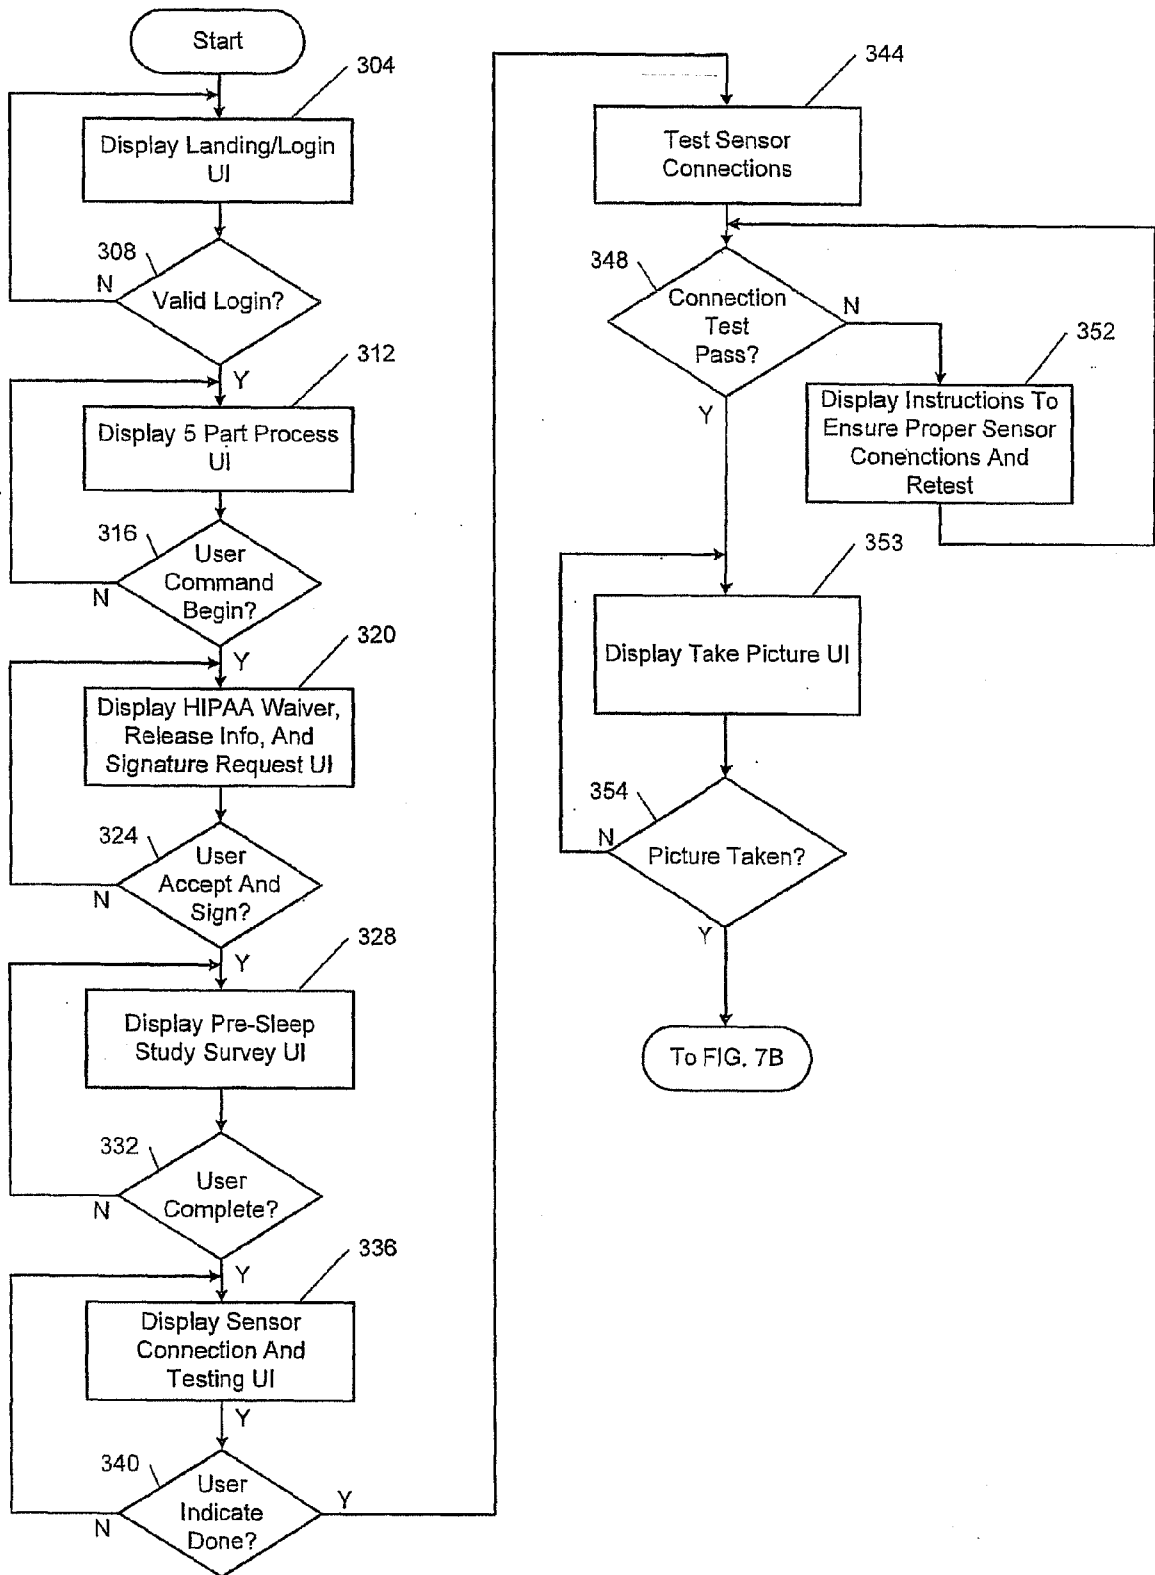 Start
304
Display Landing/Login
UI
308
N
Valid Login?
Y
312
Display 5 Part Process
UI
316
User
Command
Begin?
N
Y
320
Display HIPAA Waiver,
Release Info, And
Signature Request UI
324
User
Accept And
Sign?
N
Y
328
Display Pre-Sleep
Study Survey UI
332
User
Complete?
N
Y
336
Display Sensor
Connection And
Testing UI
Y
340
User
Indicate
Done?
N
Y
344
Test Sensor
Connections
348
Connection
Test
Pass?
N
Y
352
Display Instructions To
Ensure Proper Sensor
Conenctions And
Retest
353
Display Take Picture UI
354
N
Picture Taken?
Y
To FIG. 7B